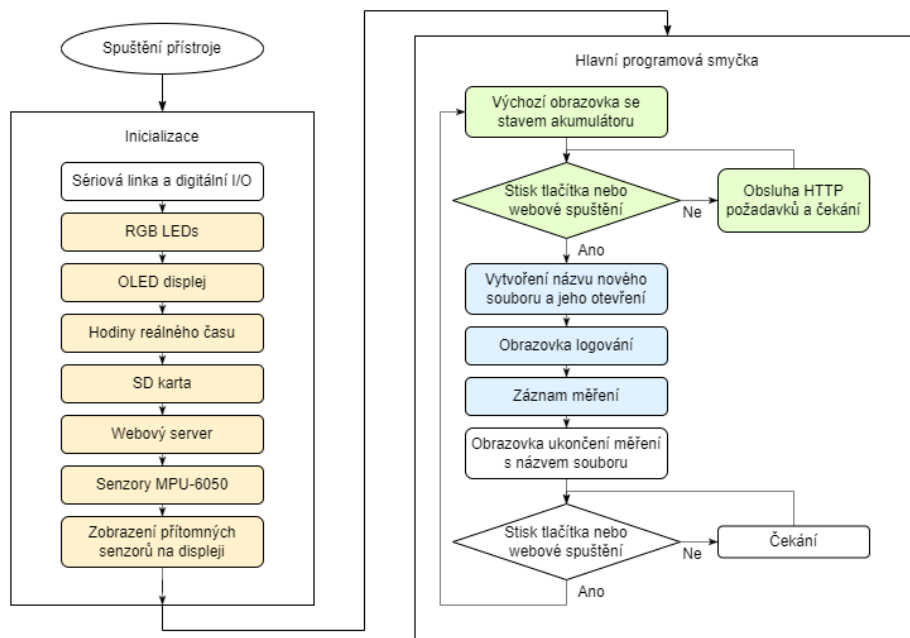 Spuštění přístroje
Inicializace
Sériová linka a digitální I/O
RGB LEDs
OLED displej
Hodiny reálného času
SD karta
Webový server
Senzory MPU-6050
Zobrazení přítomných
senzorů na displeji
Hlavní programová smyčka
Výchozí obrazovka se
stavem akumulátoru
Stisk tlačítka nebo
webové spuštění
Ne
Obsluha HTTP
požadavků a čekání
Ano
Vytvoření názvu nového
souboru a jeho otevření
Obrazovka logování
Záznam měření
Obrazovka ukončení měření
s názvem souboru
Stisk tlačítka nebo
webové spuštění
Ne
Čekání
Ano